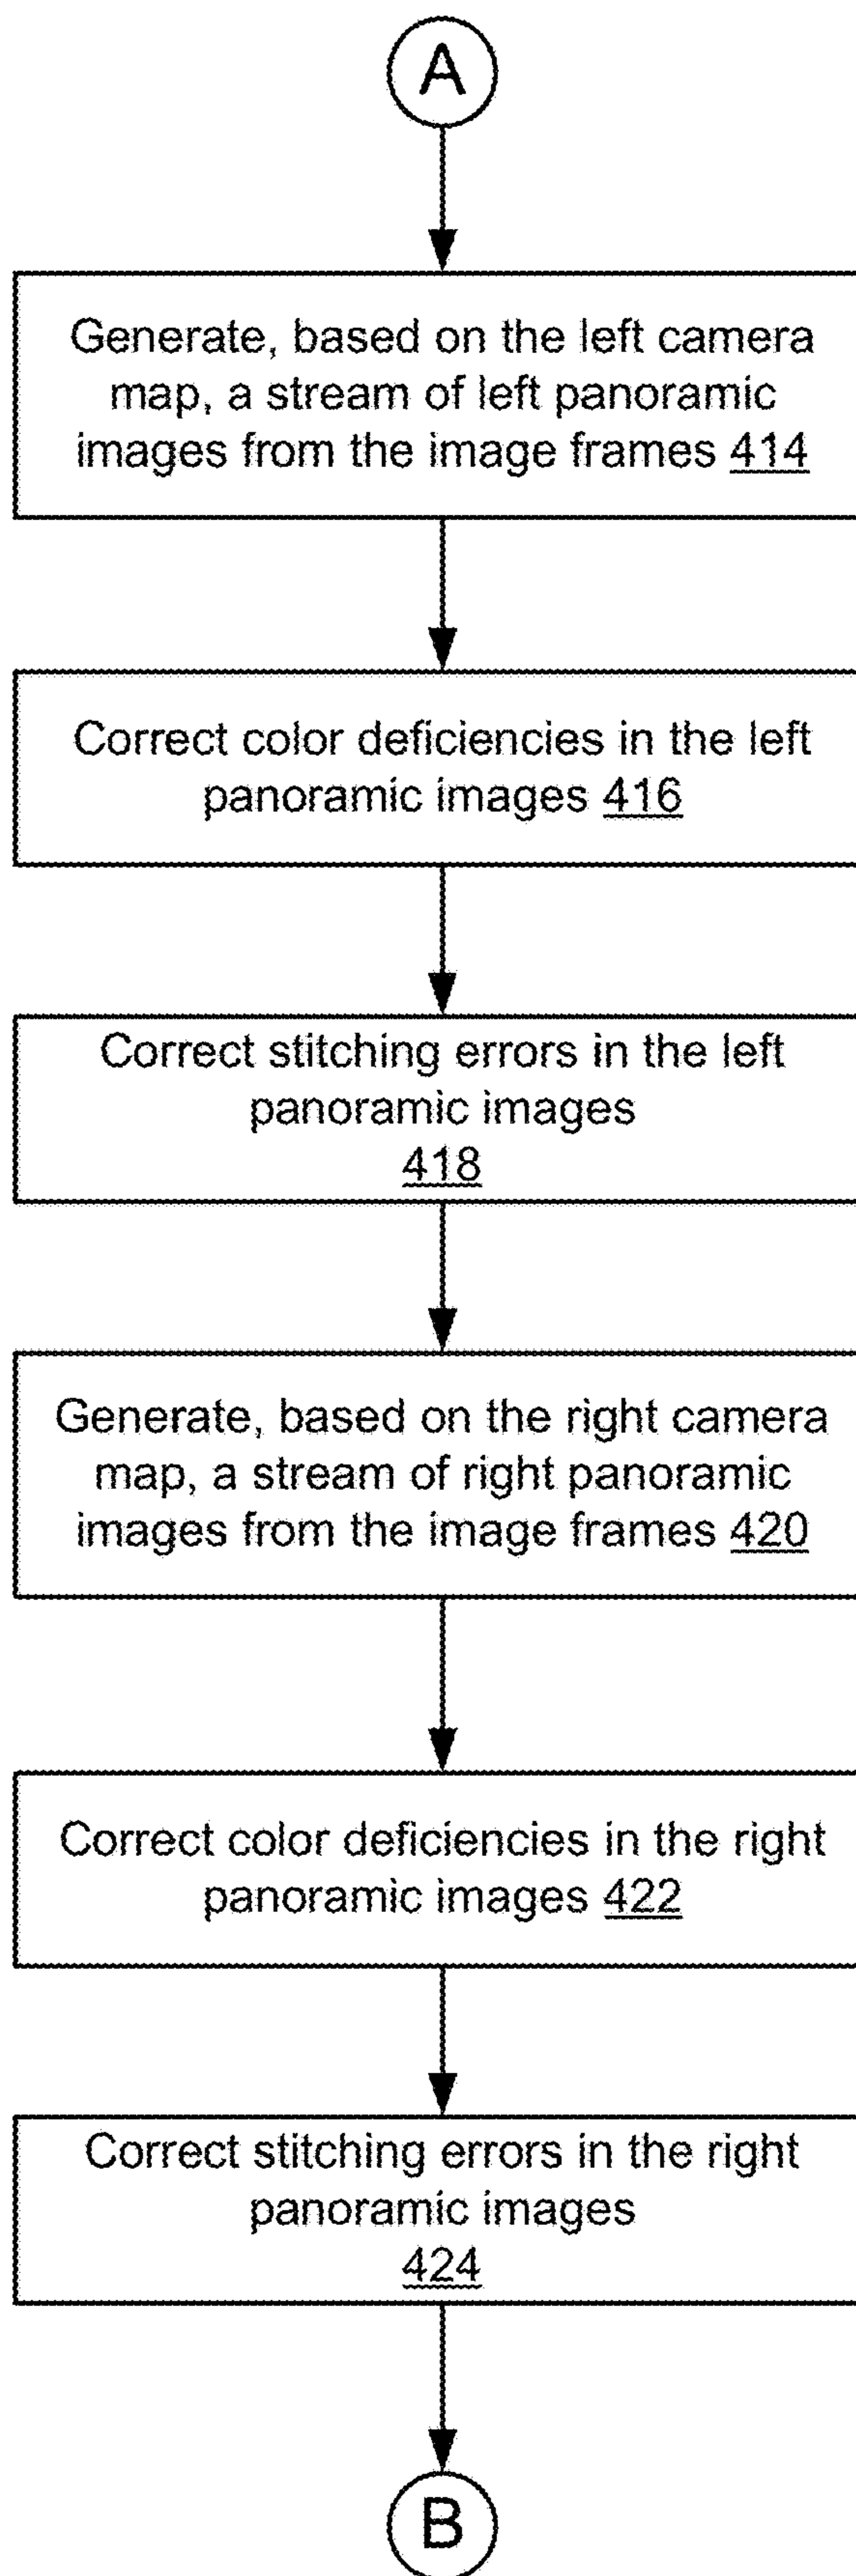 A
Generate, based on the left camera
map, a stream of left panoramic
images from the image frames 414
Correct color deficiencies in the left
panoramic images 416
Correct stitching errors in the left
panoramic images
418
Generate, based on the right camera
map, a stream of right panoramic
images from the image frames 420
Correct color deficiencies in the right
panoramic images 422
Correct stitching errors in the right
panoramic images
424
B